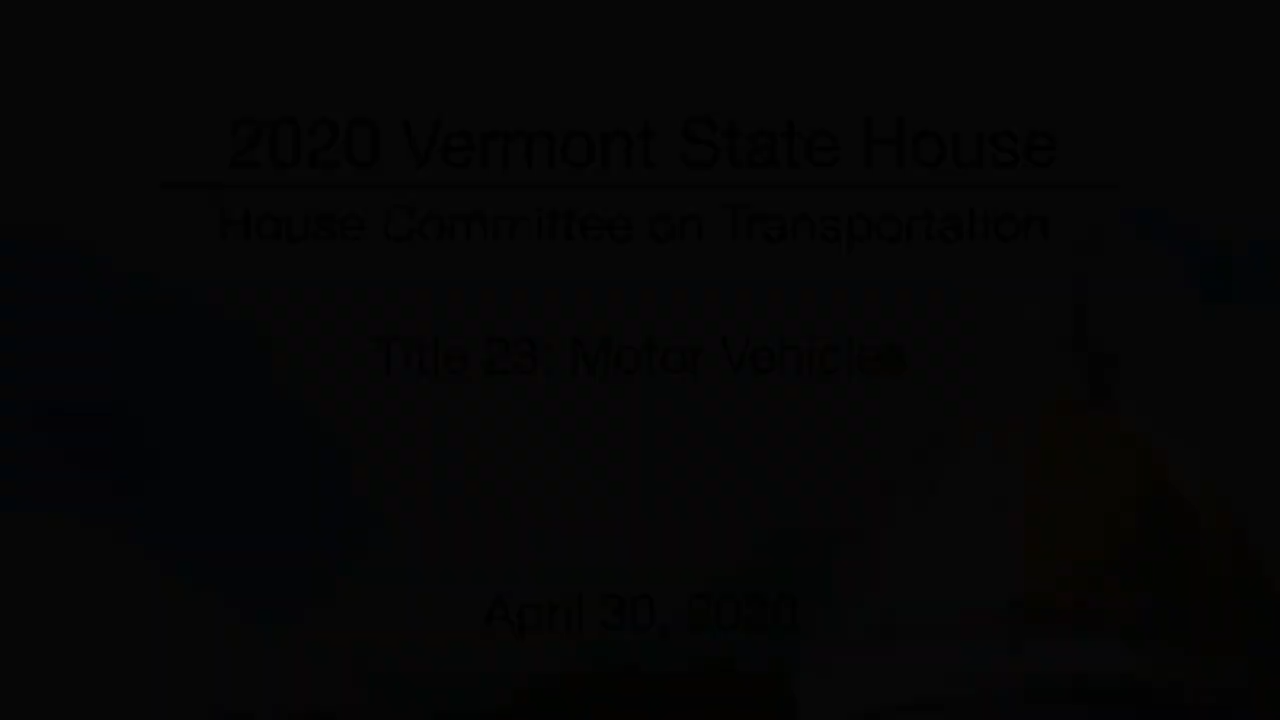 2020 Vermont State House
House Committee on Transportation
Title 23: Motor Vehicles
April 30, 2020